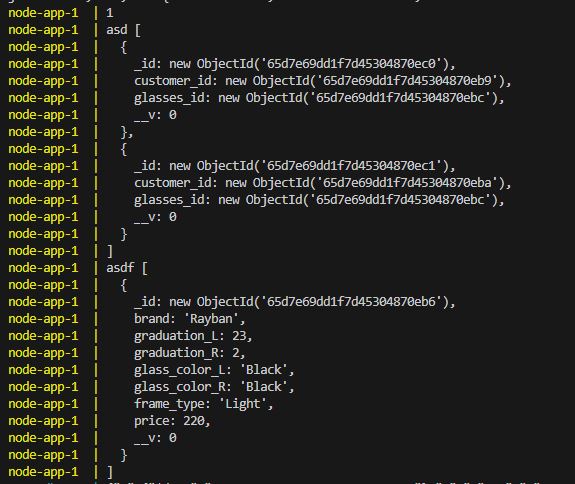 node-app-1 | 1
node-app-1 | asd [
node-app-1 |   {
node-app-1 |     _id: new ObjectId('65d7e69dd1f7d45304870ec0'),
node-app-1 |     customer_id: new ObjectId('65d7e69dd1f7d45304870eb9'),
node-app-1 |     glasses_id: new ObjectId('65d7e69dd1f7d45304870ebc'),
node-app-1 |     __v: 0
node-app-1 |   },
node-app-1 |   {
node-app-1 |     _id: new ObjectId('65d7e69dd1f7d45304870ec1'),
node-app-1 |     customer_id: new ObjectId('65d7e69dd1f7d45304870eba'),
node-app-1 |     glasses_id: new ObjectId('65d7e69dd1f7d45304870ebc'),
node-app-1 |     __v: 0
node-app-1 |   }
node-app-1 | ]
node-app-1 | asdf [
node-app-1 |   {
node-app-1 |     _id: new ObjectId('65d7e69dd1f7d45304870eb6'),
node-app-1 |     brand: 'Rayban',
node-app-1 |     graduation_L: 23,
node-app-1 |     graduation_R: 2,
node-app-1 |     glass_color_L: 'Black',
node-app-1 |     glass_color_R: 'Black',
node-app-1 |     frame_type: 'Light',
node-app-1 |     price: 220,
node-app-1 |     __v: 0
node-app-1 |   }
node-app-1 | ]